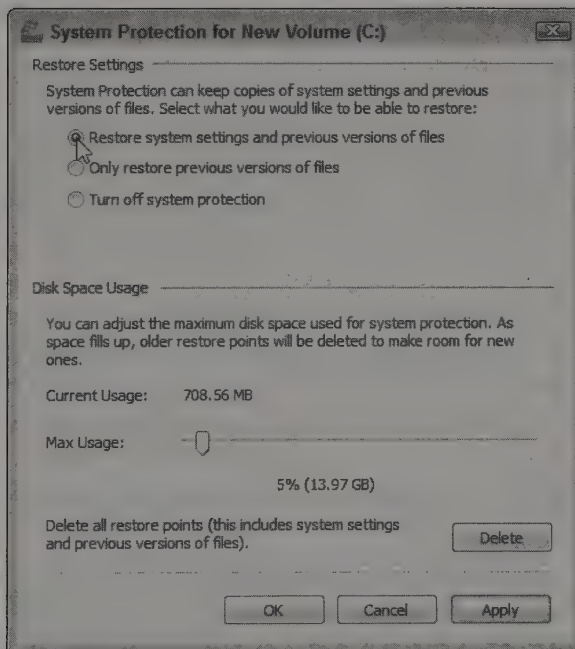 System Protection for New Volume (C:)
Restore Settings
System Protection can keep copies of system settings and previous
versions of files. Select what you would like to be able to restore:
Restore system settings and previous versions of files
Only restore previous versions of files
Turn off system protection
Disk Space Usage
You can adjust the maximum disk space used for system protection. As
space fills up, older restore points will be deleted to make room for new
ones.
Current Usage: 708.56 MB
Max Usage:
5% (13.97 GB)
Delete all restore points (this includes system settings
and previous versions of files).
Delete
OK Cancel Apply